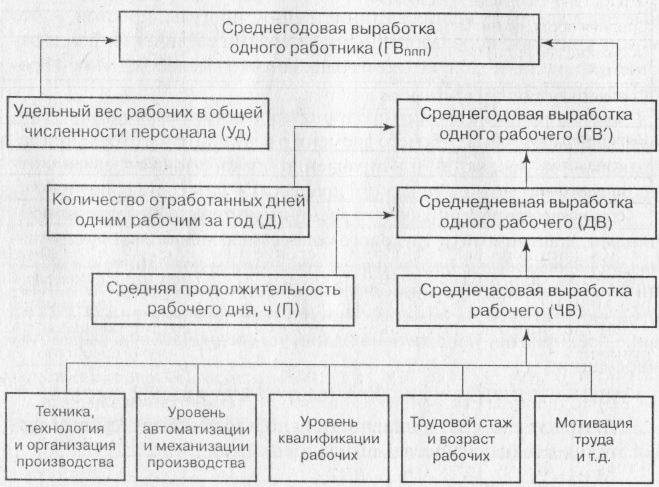 Среднегодовая выработка
одного работника (ГВппп)
Удельный вес рабочих в общей
численности персонала (Уд)
Среднегодовая выработка
одного рабочего (ГВ′)
Количество отработанных дней
одним рабочим за год (Д)
Среднедневная выработка
одного рабочего (ДВ)
Средняя продолжительность
рабочего дня, ч (П)
Среднечасовая выработка
рабочего (ЧВ)
Техника,
технология
и организация
производства
Уровень
автоматизации
и механизации
производства
Уровень
квалификации
рабочих
Трудовой стаж
и возраст
рабочих
Мотивация
труда
и т.д.